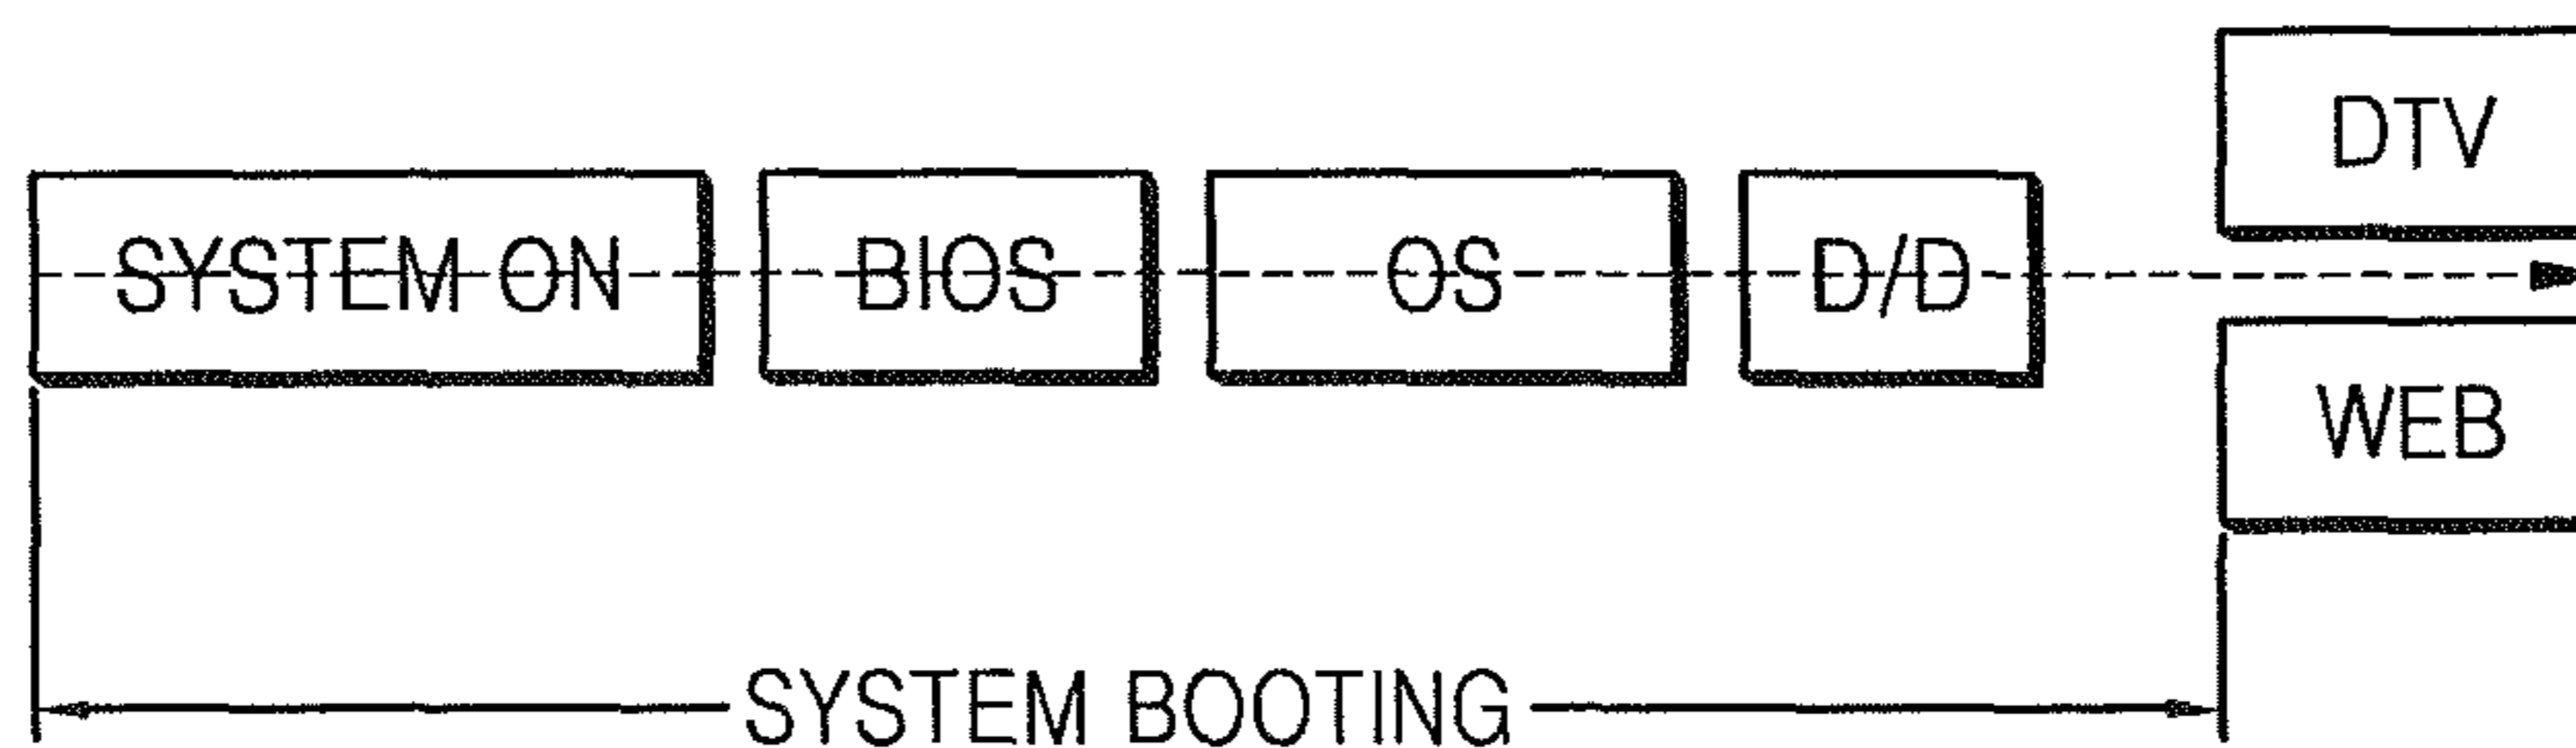 DTV
SYSTEM ON BIOS OS D/D
WEB
SYSTEM BOOTING